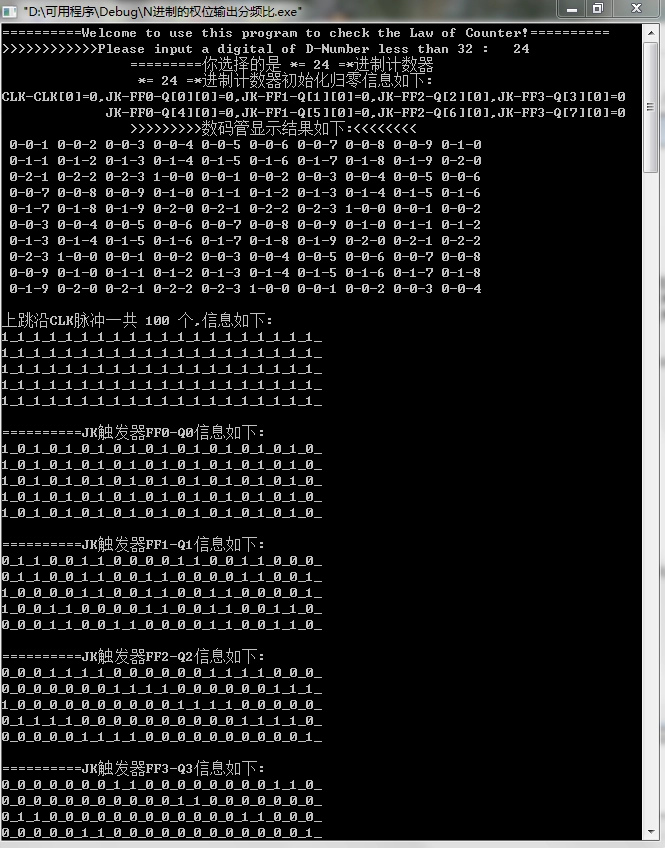 "D:\可用程序\Debug\N进制的权位输出分频比.exe"
==========Welcome to use this program to check the Law of Counter!==========
>>>>>>>>>>>>Please input a digital of D-Number less than 32 :   24
=========你选择的是 *= 24 =*进制计数器
*= 24 =*进制计数器初始化归零信息如下:
CLK-CLK[0]=0,JK-FF0-Q[0][0]=0,JK-FF1-Q[1][0]=0,JK-FF2-Q[2][0],JK-FF3-Q[3][0]=0
JK-FF0-Q[4][0]=0,JK-FF1-Q[5][0]=0,JK-FF2-Q[6][0],JK-FF3-Q[7][0]=0
>>>>>>>>>数码管显示结果如下:<<<<<<<<
0-0-1 0-0-2 0-0-3 0-0-4 0-0-5 0-0-6 0-0-7 0-0-8 0-0-9 0-1-0
0-1-1 0-1-2 0-1-3 0-1-4 0-1-5 0-1-6 0-1-7 0-1-8 0-1-9 0-2-0
0-2-1 0-2-2 0-2-3 1-0-0 0-0-1 0-0-2 0-0-3 0-0-4 0-0-5 0-0-6
0-0-7 0-0-8 0-0-9 0-1-0 0-1-1 0-1-2 0-1-3 0-1-4 0-1-5 0-1-6
0-1-7 0-1-8 0-1-9 0-2-0 0-2-1 0-2-2 0-2-3 1-0-0 0-0-1 0-0-2
0-0-3 0-0-4 0-0-5 0-0-6 0-0-7 0-0-8 0-0-9 0-1-0 0-1-1 0-1-2
0-1-3 0-1-4 0-1-5 0-1-6 0-1-7 0-1-8 0-1-9 0-2-0 0-2-1 0-2-2
0-2-3 1-0-0 0-0-1 0-0-2 0-0-3 0-0-4 0-0-5 0-0-6 0-0-7 0-0-8
0-0-9 0-1-0 0-1-1 0-1-2 0-1-3 0-1-4 0-1-5 0-1-6 0-1-7 0-1-8
0-1-9 0-2-0 0-2-1 0-2-2 0-2-3 1-0-0 0-0-1 0-0-2 0-0-3 0-0-4
上跳沿CLK脉冲一共 100 个,信息如下:
1_1_1_1_1_1_1_1_1_1_1_1_1_1_1_1_1_1_1_1_
1_1_1_1_1_1_1_1_1_1_1_1_1_1_1_1_1_1_1_1_
1_1_1_1_1_1_1_1_1_1_1_1_1_1_1_1_1_1_1_1_
1_1_1_1_1_1_1_1_1_1_1_1_1_1_1_1_1_1_1_1_
1_1_1_1_1_1_1_1_1_1_1_1_1_1_1_1_1_1_1_1_
==========JK触发器FF0-Q0信息如下:
1_0_1_0_1_0_1_0_1_0_1_0_1_0_1_0_1_0_1_0_
1_0_1_0_1_0_1_0_1_0_1_0_1_0_1_0_1_0_1_0_
1_0_1_0_1_0_1_0_1_0_1_0_1_0_1_0_1_0_1_0_
1_0_1_0_1_0_1_0_1_0_1_0_1_0_1_0_1_0_1_0_
1_0_1_0_1_0_1_0_1_0_1_0_1_0_1_0_1_0_1_0_
==========JK触发器FF1-Q1信息如下:
0_1_1_0_0_1_1_0_0_0_0_1_1_0_0_1_1_0_0_0_
0_1_1_0_0_1_1_0_0_1_1_0_0_0_0_1_1_0_0_1_
1_0_0_0_0_1_1_0_0_1_1_0_0_1_1_0_0_0_0_1_
1_0_0_1_1_0_0_0_0_1_1_0_0_1_1_0_0_1_1_0_
0_0_0_1_1_0_0_1_1_0_0_0_0_1_1_0_0_1_1_0_
==========JK触发器FF2-Q2信息如下:
0_0_0_1_1_1_1_0_0_0_0_0_0_1_1_1_1_0_0_0_
0_0_0_0_0_0_0_1_1_1_1_0_0_0_0_0_0_1_1_1_
1_0_0_0_0_0_0_0_0_0_0_1_1_1_1_0_0_0_0_0_
0_1_1_1_1_0_0_0_0_0_0_0_0_0_0_1_1_1_1_0_
0_0_0_0_0_1_1_1_1_0_0_0_0_0_0_0_0_0_0_1_
==========JK触发器FF3-Q3信息如下:
0_0_0_0_0_0_0_1_1_0_0_0_0_0_0_0_0_1_1_0_
0_0_0_0_0_0_0_0_0_0_0_1_1_0_0_0_0_0_0_0_
0_1_1_0_0_0_0_0_0_0_0_0_0_0_0_1_1_0_0_0_
0_0_0_0_0_1_1_0_0_0_0_0_0_0_0_0_0_0_0_1_